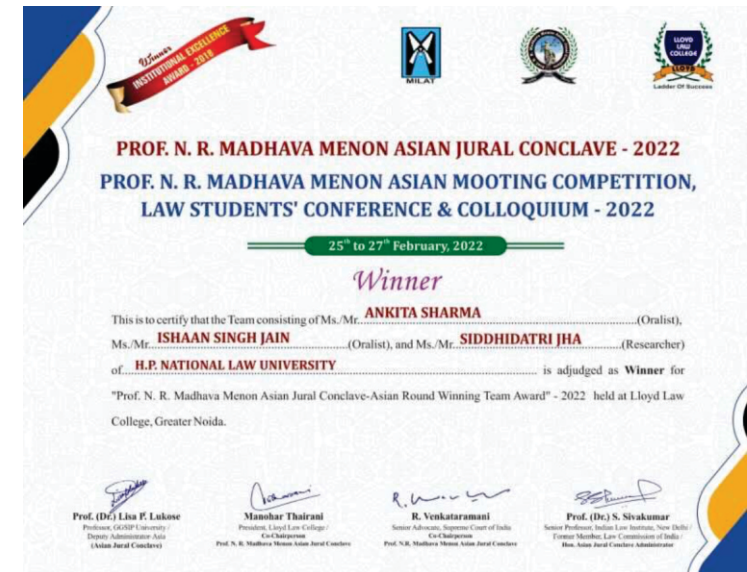 Winner
INSTITUTIONAL EXCELLENCE
AWARD - 2018
MILAT
LLOYD
LAW
COLLEGE
LLOYD
Ladder Of Success
PROF. N. R. MADHAVA MENON ASIAN JURAL CONCLAVE - 2022
PROF. N. R. MADHAVA MENON ASIAN MOOTING COMPETITION,
LAW STUDENTS' CONFERENCE & COLLOQUIUM - 2022
25th to 27th February, 2022
Winner
This is to certify that the Team consisting of Ms./Mr. ANKITA SHARMA (Oralist),
Ms./Mr. ISHAAN SINGH JAIN (Oralist), and Ms./Mr. SIDDHIDATRI JHA (Researcher)
of H.P. NATIONAL LAW UNIVERSITY is adjudged as Winner for
"Prof. N. R. Madhava Menon Asian Jural Conclave-Asian Round Winning Team Award" - 2022 held at Lloyd Law
College, Greater Noida.
Prof. (Dr.) Lisa P. Lukose
Professor, GGSIP University /
Deputy Administrator-Asia
(Asian Jural Conclave)
Manohar Thairani
President, Lloyd Law College /
Co-Chairperson
Prof. N. R. Madhava Menon Asian Jural Conclave
R. Venkataramani
Senior Advocate, Supreme Court of India
Co-Chairperson
Prof. N.R. Madhava Menon Asian Jural Conclave
Prof. (Dr.) S. Sivakumar
Senior Professor, Indian Law Institute, New Delhi /
Former Member, Law Commission of India /
Hon. Asian Jural Conclave Administrator